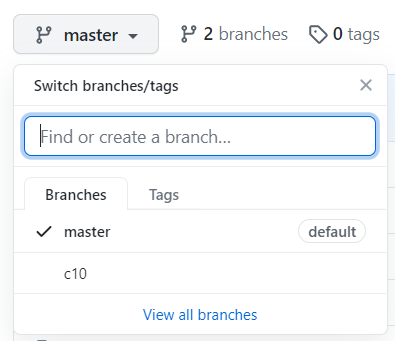 master 2 branches 0 tags
Switch branches/tags
Find or create a branch...
Branches Tags
master default
c10
View all branches